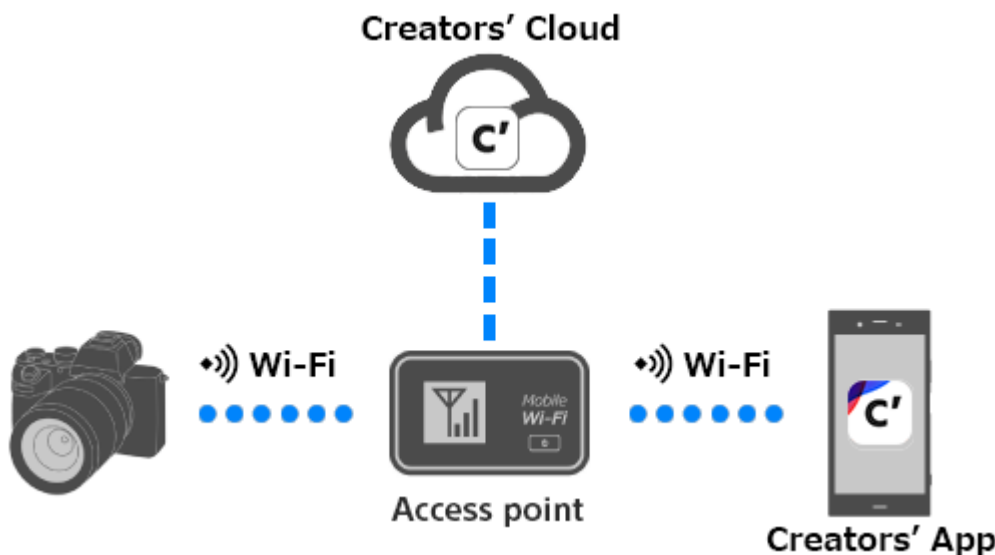 Creators’ Cloud
C'
Wi-Fi
Wi-Fi
Mobile
Wi-Fi
C'
Access point
Creators’ App